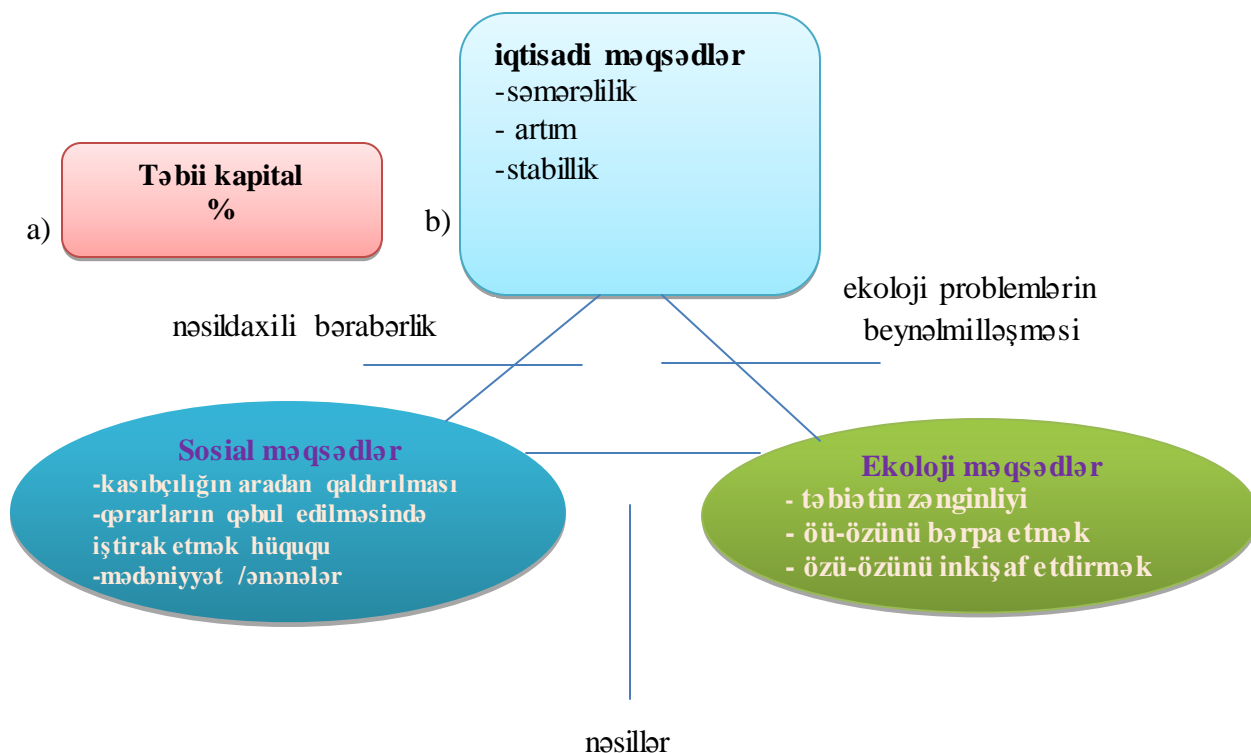 iqtisadi məqsədlər
-səmərəlilik
- artım
-stabillik
Təbii kapital
%
a)
b)
nəsildaxili bərabərlik
ekoloji problemlərin
beynəlmilləşməsi
Sosial məqsədlər
-kasıbçılığın aradan qaldırılması
-qərarların qəbul edilməsində
iştirak etmək hüququ
-mədəniyyət /ənənələr
Ekoloji məqsədlər
- təbiətin zənginliyi
- öü-özünü bərpa etmək
- özü-özünü inkişaf etdirmək
nəsillər